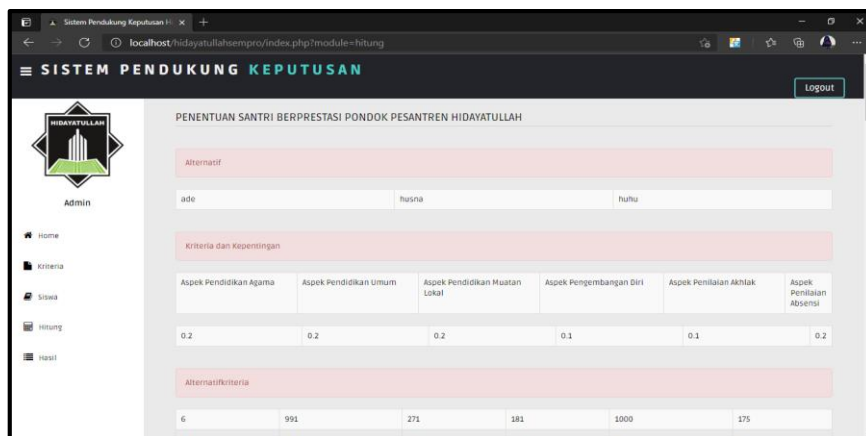 Sistem Pendukung Keputusan Hi
localhost/hidayatullahsempro/index.php?module=hitung
SISTEM PENDUKUNG KEPUTUSAN
Logout
HIDAYATULLAH
Admin
Home
Kriteria
Siswa
Hitung
Hasil
PENENTUAN SANTRI BERPRESTASI PONDOK PESANTREN HIDAYATULLAH
Alternatif
ade husna huhu
Kriteria dan Kepentingan
Aspek Pendidikan Agama Aspek Pendidikan Umum Aspek Pendidikan Muatan Lokal Aspek Pengembangan Diri Aspek Penilaian Akhlak Aspek Penilaian Absensi
0.2 0.2 0.2 0.1 0.1 0.2
Alternatifkriteria
6 991 271 181 1000 175